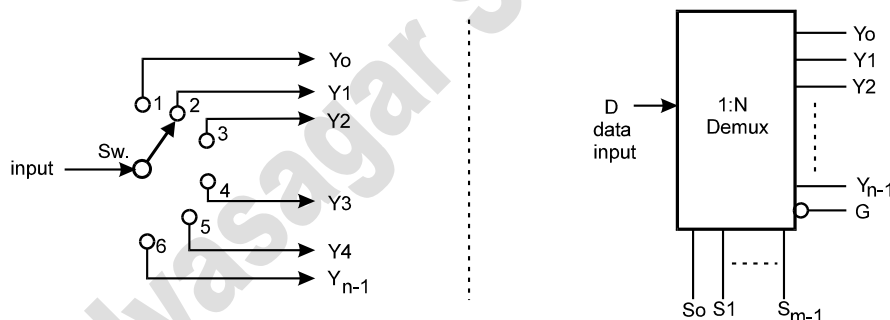 Yo
1
2
Y1
3
Y2
Sw.
input
4
Y3
5
Y4
6
Yn-1
Yo
Y1
Y2
D
data
input
1:N
Demux
Yn-1
G
So S1 Sm-1
yasagar S